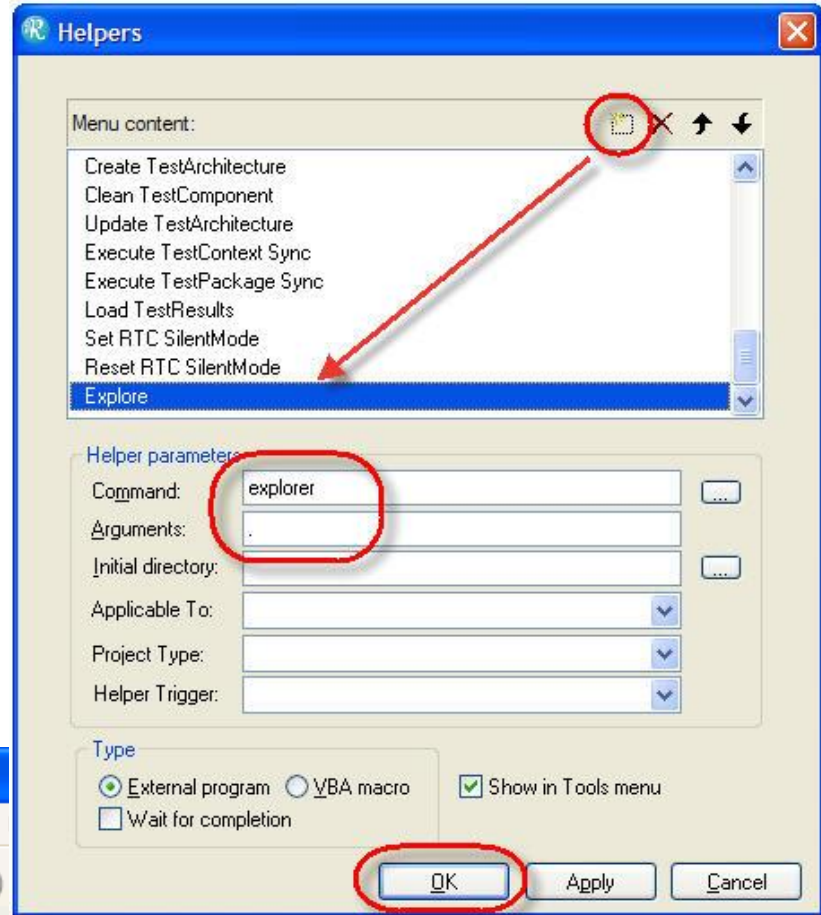 Helpers
Menu content:
Create TestArchitecture
Clean TestComponent
Update TestArchitecture
Execute TestContext Sync
Execute TestPackage Sync
Load TestResults
Set RTC SilentMode
Reset RTC SilentMode
Explore
Helper parameters
Command: explorer ...
Arguments: .
Initial directory: ...
Applicable To:
Project Type:
Helper Trigger:
Type
External program VBA macro Show in Tools menu
Wait for completion
OK Apply Cancel